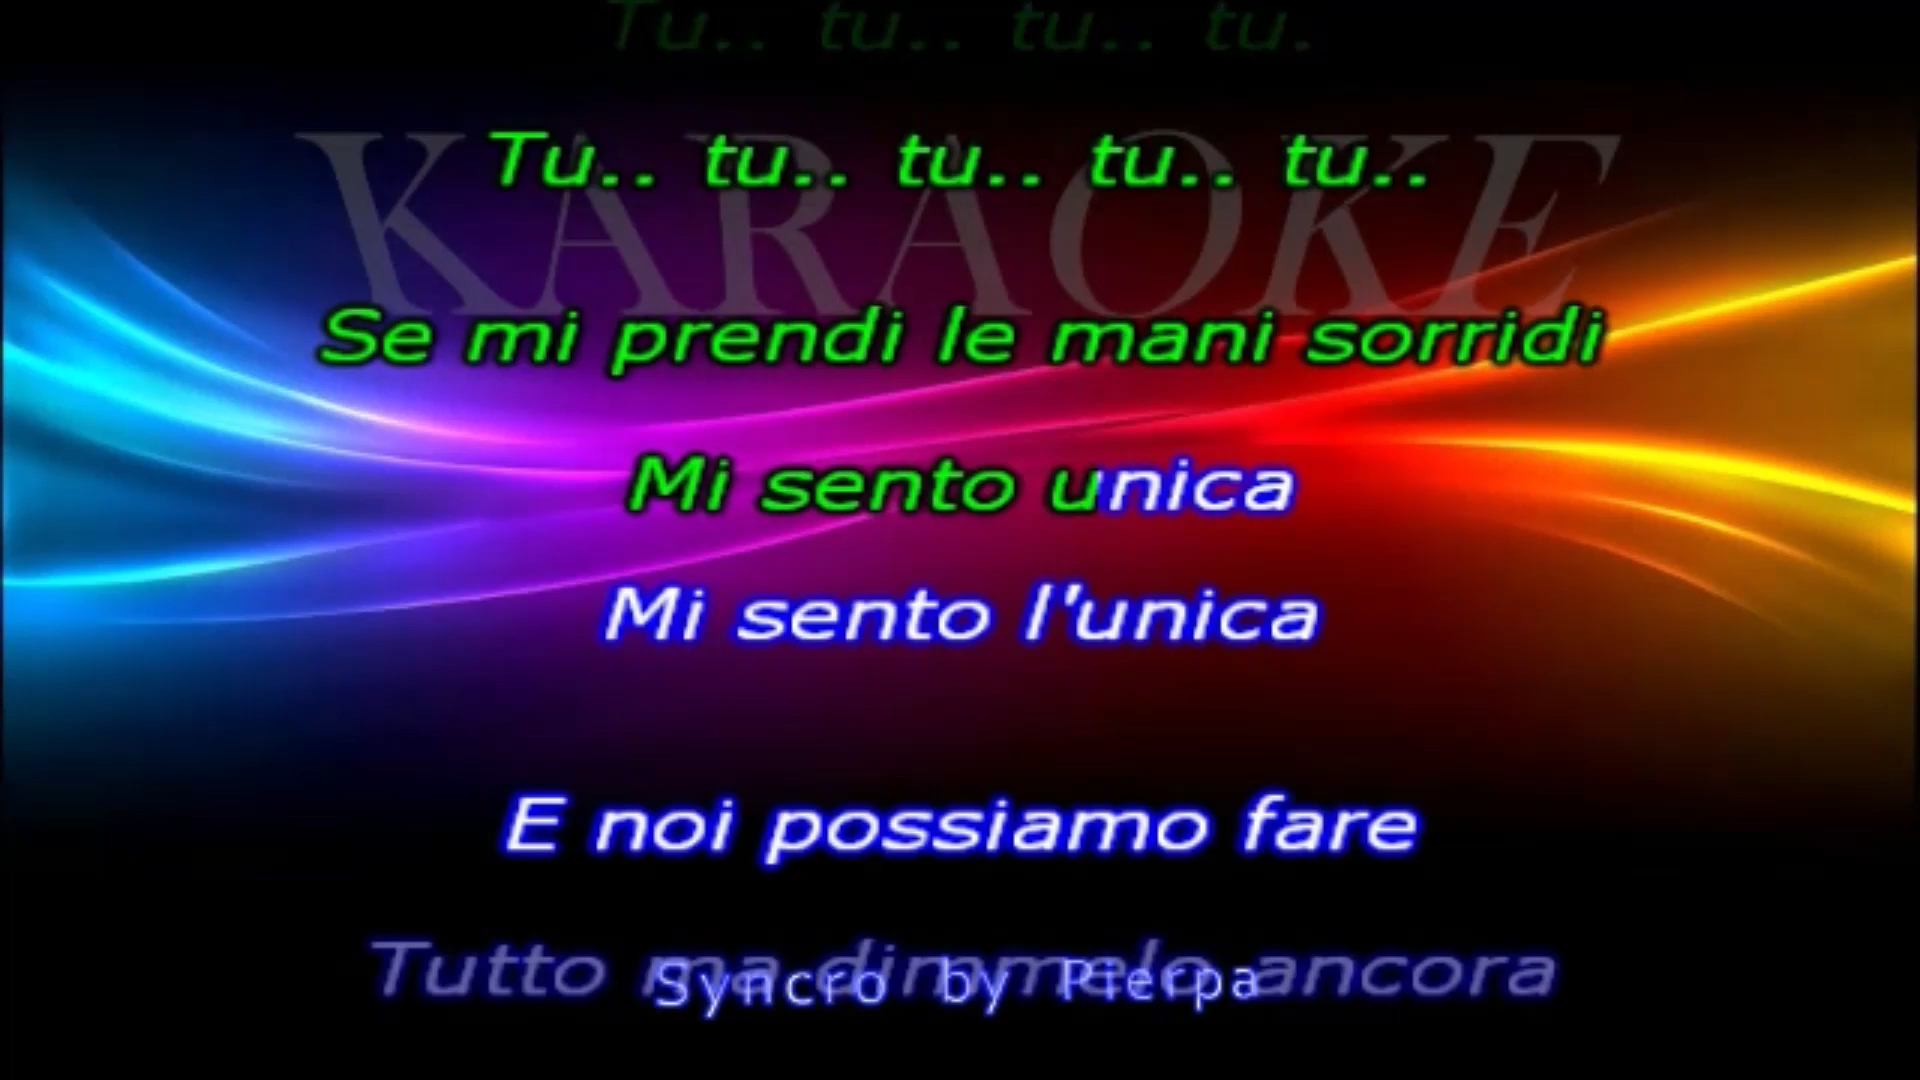 Tu.. tu.. tu.. tu.
KARAOKE
Tu.. tu.. tu.. tu.. tu..
Se mi prendi le mani sorridi
Mi sento unica
Mi sento l'unica
E noi possiamo fare
Tutto ma dimmelo ancora
Syncro by Pierpa